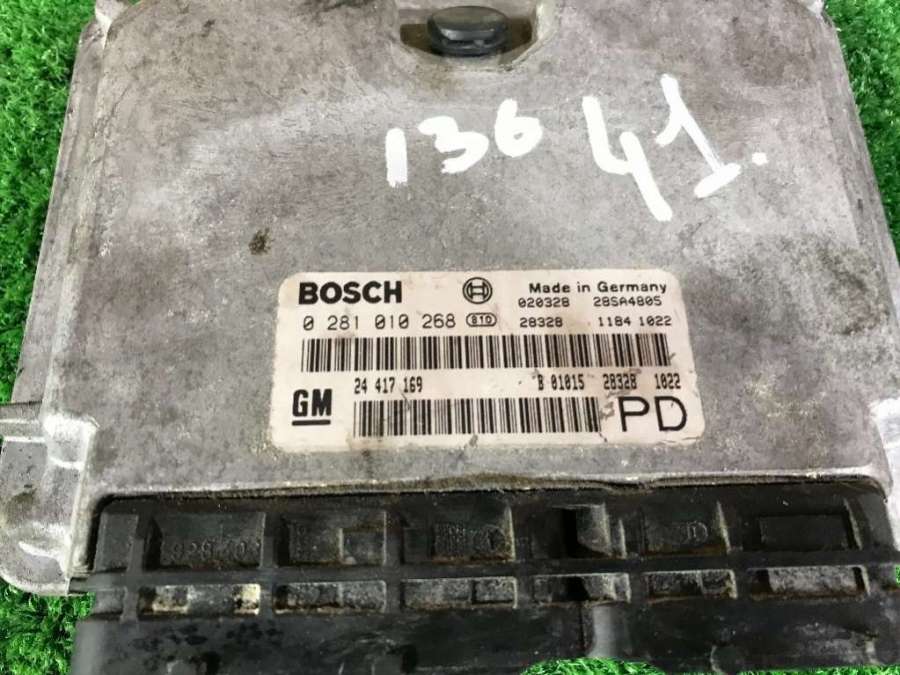 136 41.
BOSCH Made in Germany
020328 28SA4805
0 281 010 268 810 28328 1184 1022
24 417 169 B 01015 28328 1022
GM PD